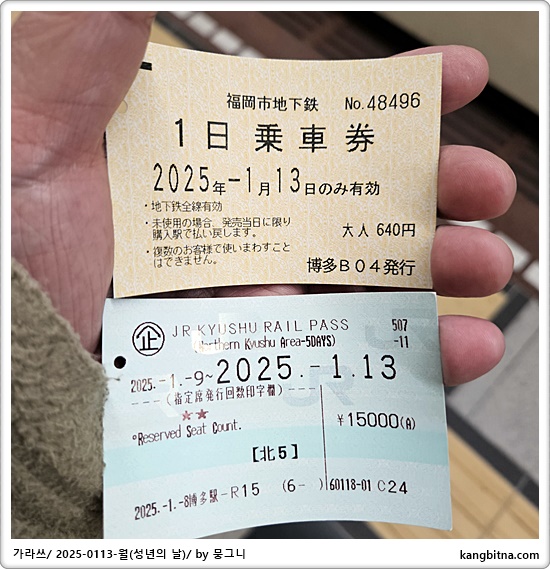 福岡市地下鉄 No.48496
1日乗車券
2025年-1月13日のみ有効
・地下鉄全線有効
・未使用の場合、発売当日に限り
購入駅で払い戻します。
・複数のお客様で使いまわすこと
はできません。
大人 640円
博多B04発行
企 JR KYUSHU RAIL PASS 507
(Northern Kyushu Area-5DAYS) -11
2025.-1.-9~2025.-1.13
---(指定席発行回数印字欄)---
★★
°Reserved Seat Count.
¥15000(A)
[北5]
2025.-1.-8博多駅-R15 (6- ) 60118-01 C24
가라쓰/ 2025-0113-월(성년의 날)/ by 뭉그니
kangbitna.com